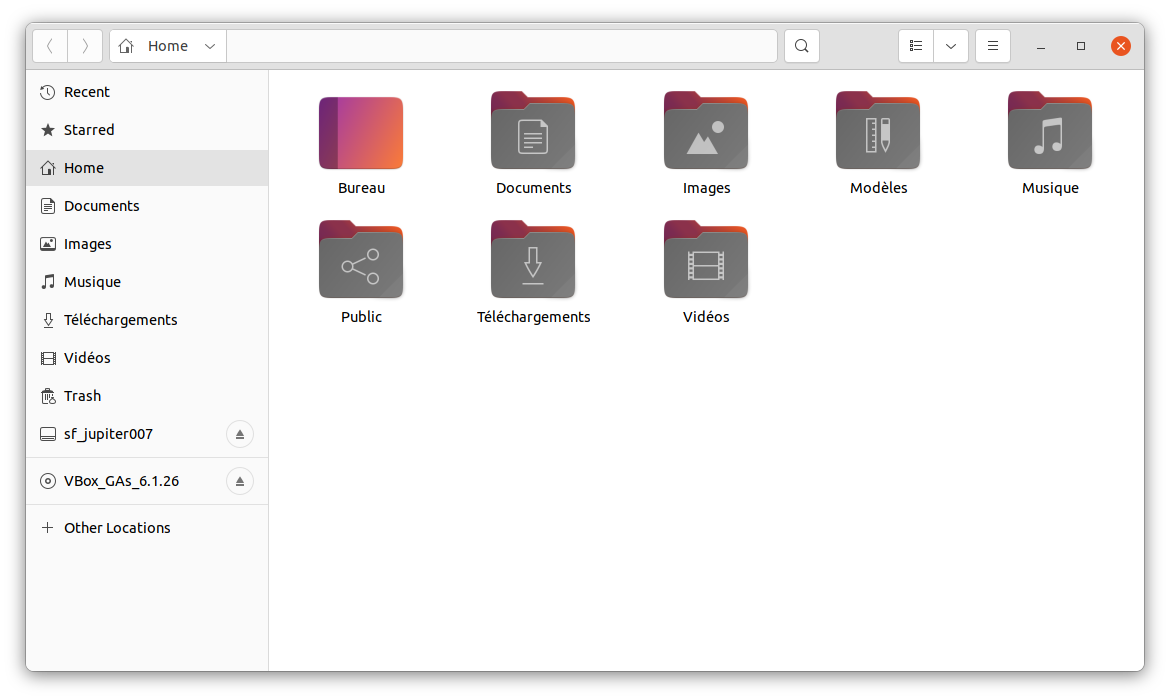 Home
Recent
Starred
Home
Documents
Images
Musique
Téléchargements
Vidéos
Trash
sf_jupiter007
VBox_GAs_6.1.26
Other Locations
Bureau
Documents
Images
Modèles
Musique
Public
Téléchargements
Vidéos